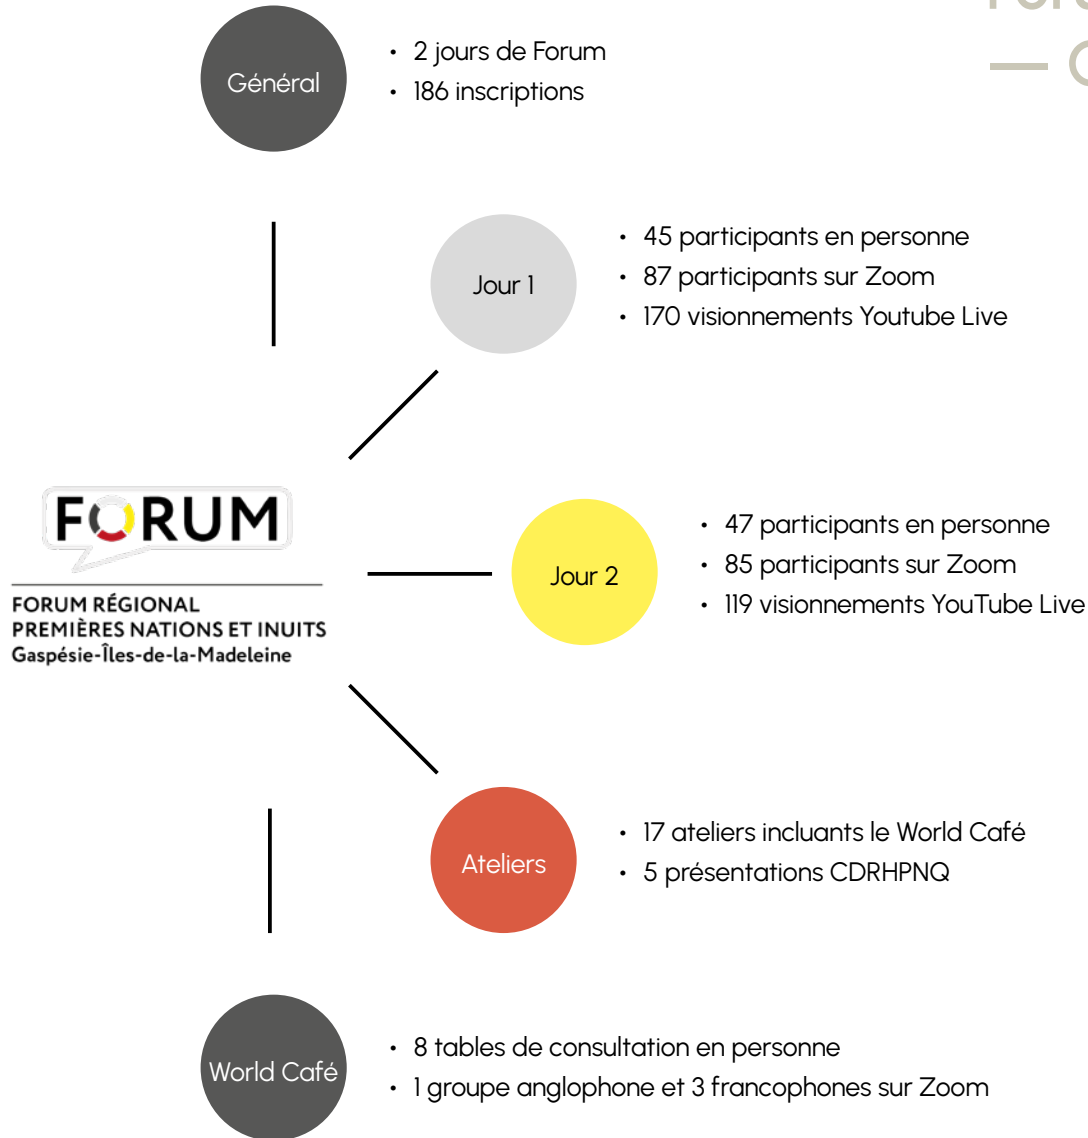 Général
• 2 jours de Forum
• 186 inscriptions
Jour 1
• 45 participants en personne
• 87 participants sur Zoom
• 170 visionnements Youtube Live
FORUM
FORUM RÉGIONAL
PREMIÈRES NATIONS ET INUITS
Gaspésie-Îles-de-la-Madeleine
Jour 2
• 47 participants en personne
• 85 participants sur Zoom
• 119 visionnements YouTube Live
Ateliers
• 17 ateliers incluants le World Café
• 5 présentations CDRHPNQ
World Café
• 8 tables de consultation en personne
• 1 groupe anglophone et 3 francophones sur Zoom